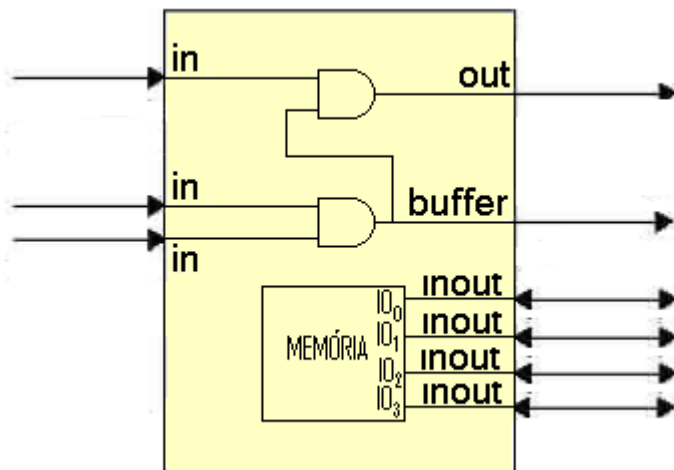 in
out
in
buffer
in
inout
IO0
inout
IO1
MEMÓRIA
inout
IO2
inout
IO3